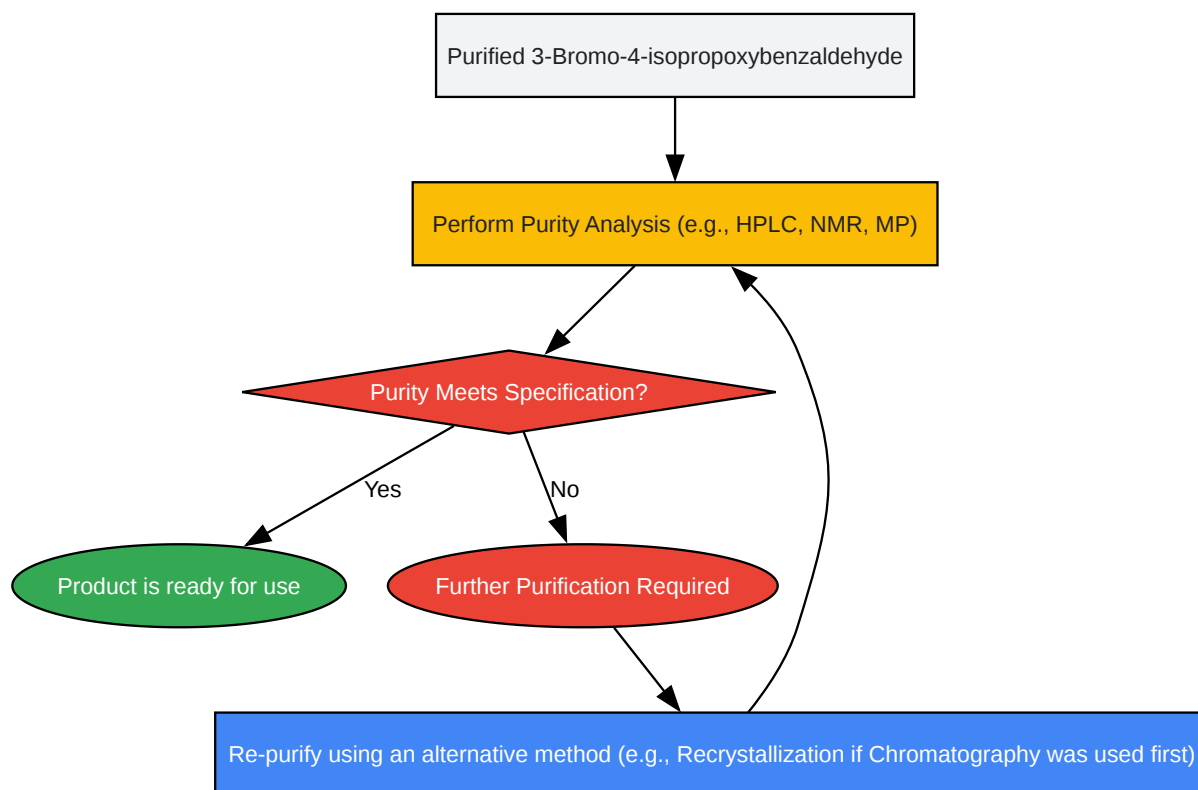 Purified 3-Bromo-4-isopropoxybenzaldehyde
Perform Purity Analysis (e.g., HPLC, NMR, MP)
Purity Meets Specification?
Yes
No
Product is ready for use
Further Purification Required
Re-purify using an alternative method (e.g., Recrystallization if Chromatography was used first)